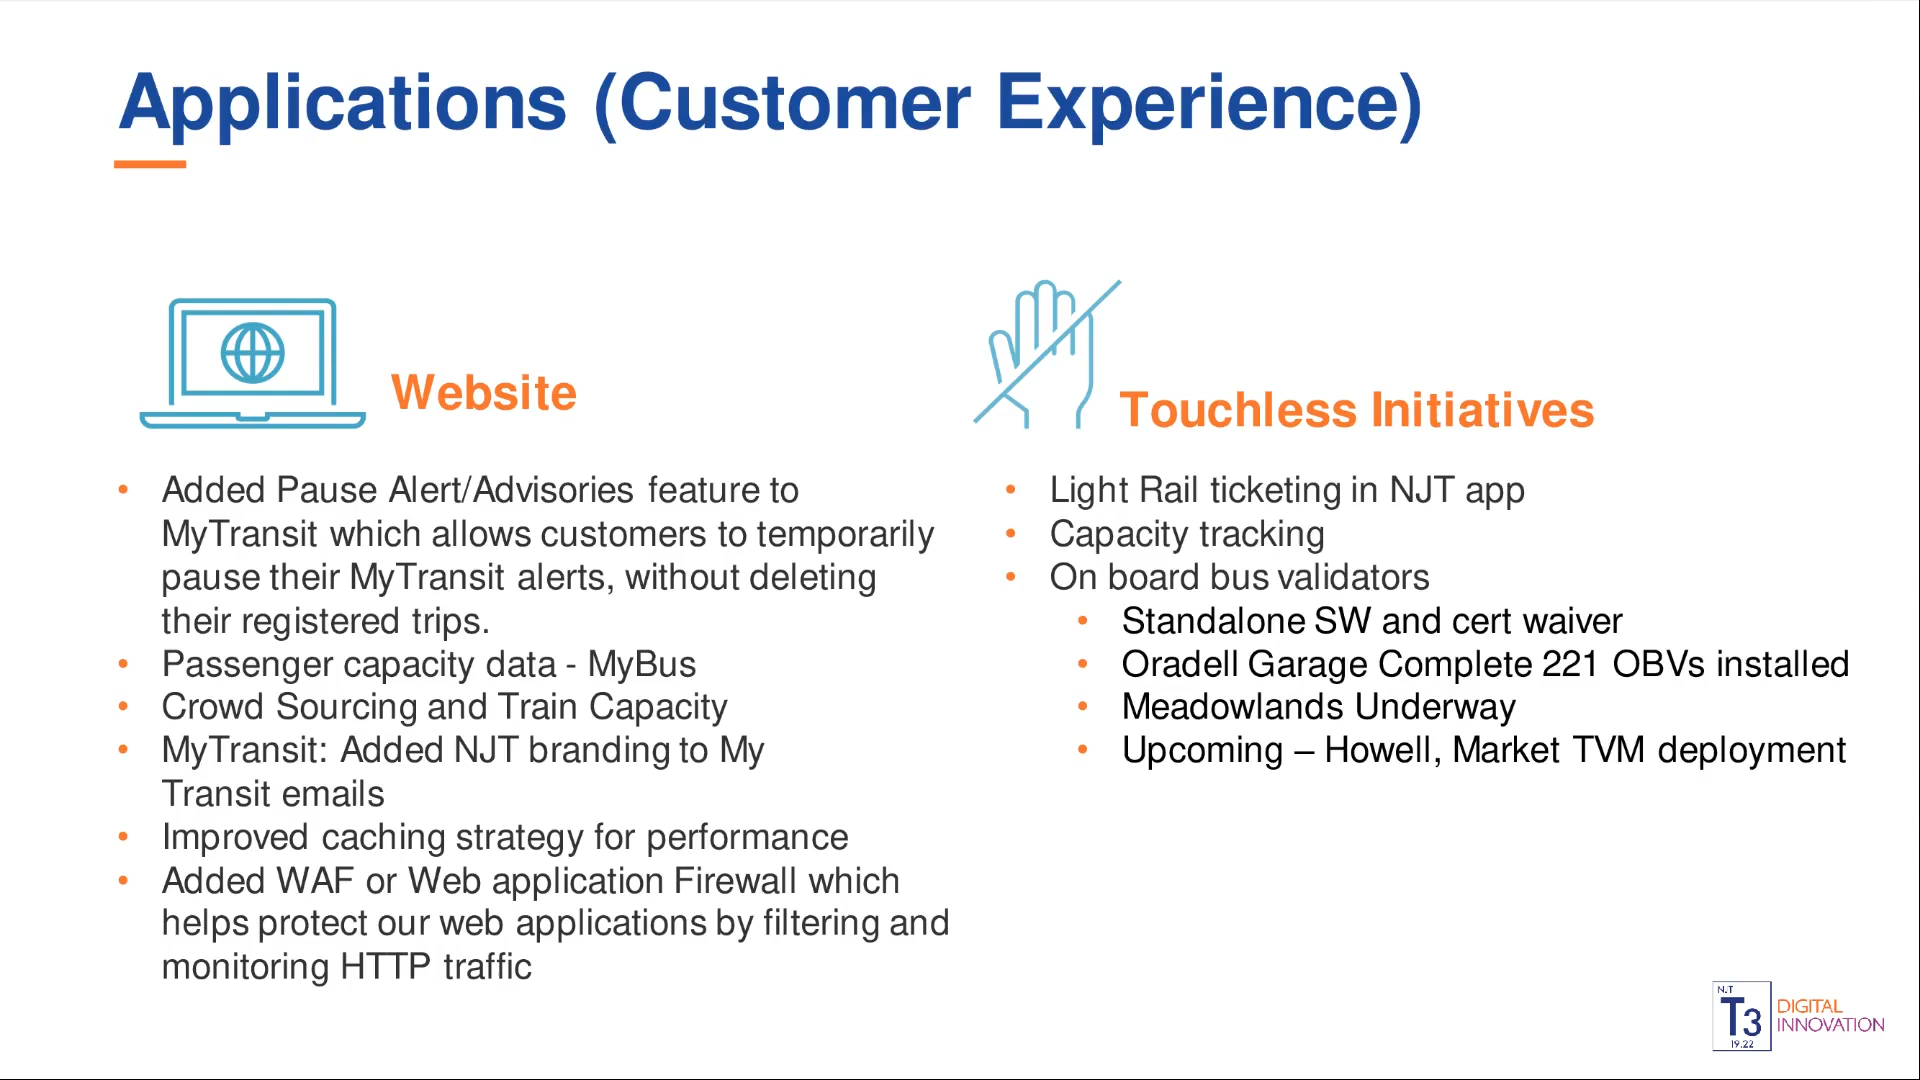 Applications (Customer Experience)
Website
• Added Pause Alert/Advisories feature to
MyTransit which allows customers to temporarily
pause their MyTransit alerts, without deleting
their registered trips.
• Passenger capacity data - MyBus
• Crowd Sourcing and Train Capacity
• MyTransit: Added NJT branding to My
Transit emails
• Improved caching strategy for performance
• Added WAF or Web application Firewall which
helps protect our web applications by filtering and
monitoring HTTP traffic
Touchless Initiatives
• Light Rail ticketing in NJT app
• Capacity tracking
• On board bus validators
• Standalone SW and cert waiver
• Oradell Garage Complete 221 OBVs installed
• Meadowlands Underway
• Upcoming – Howell, Market TVM deployment
NJT
T3
19.22
DIGITAL
INNOVATION